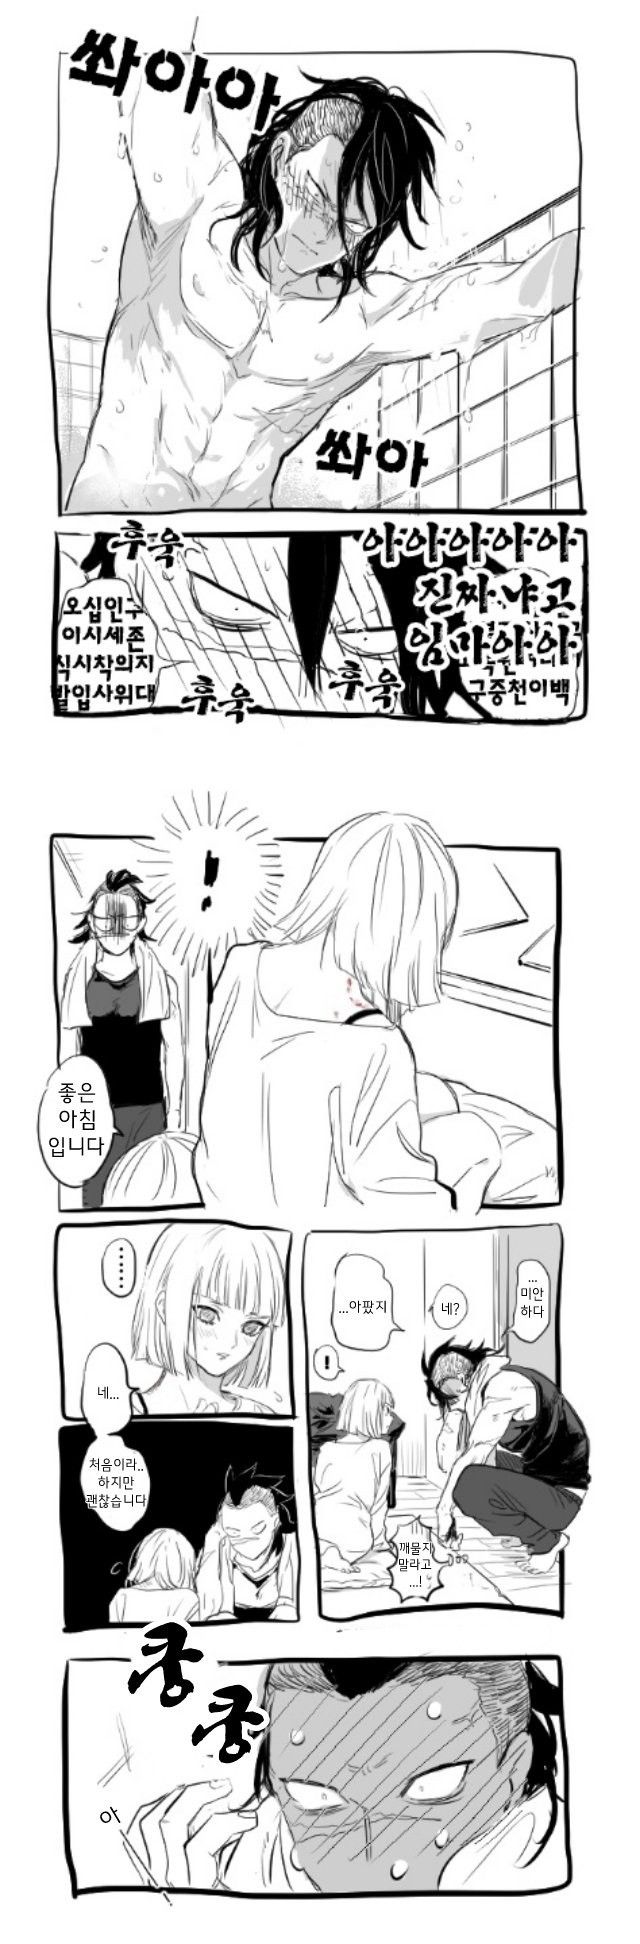 쏴아아
쏴아
후욱
아아아아아
진짜 냐고
임마아아
오십인구
이시세존
식시착의지
발입사위대
후욱
후욱
구중천이백
!
좋은
아침
입니다
……
네…
…
미안
하다
네?
…아팠지
!
깨물지
말라고
…!
처음이라..
하지만
괜찮습니다
쿵
쿵
아